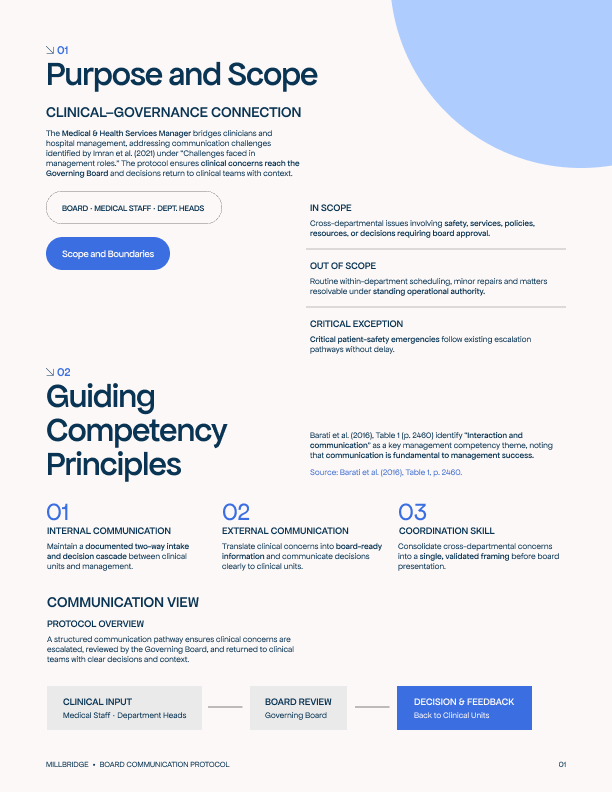 01
Purpose and Scope
CLINICAL–GOVERNANCE CONNECTION
The Medical & Health Services Manager bridges clinicians and
hospital management, addressing communication challenges
identified by Imran et al. (2021) under "Challenges faced in
management roles." The protocol ensures clinical concerns reach the
Governing Board and decisions return to clinical teams with context.
BOARD · MEDICAL STAFF · DEPT. HEADS
Scope and Boundaries
IN SCOPE
Cross-departmental issues involving safety, services, policies,
resources, or decisions requiring board approval.
OUT OF SCOPE
Routine within-department scheduling, minor repairs and matters
resolvable under standing operational authority.
CRITICAL EXCEPTION
Critical patient-safety emergencies follow existing escalation
pathways without delay.
02
Guiding
Competency
Principles
Barati et al. (2016), Table 1 (p. 2460) identify "Interaction and
communication" as a key management competency theme, noting
that communication is fundamental to management success.
Source: Barati et al. (2016), Table 1, p. 2460.
01
INTERNAL COMMUNICATION
Maintain a documented two-way intake
and decision cascade between clinical
units and management.
02
EXTERNAL COMMUNICATION
Translate clinical concerns into board-ready
information and communicate decisions
clearly to clinical units.
03
COORDINATION SKILL
Consolidate cross-departmental concerns
into a single, validated framing before board
presentation.
COMMUNICATION VIEW
PROTOCOL OVERVIEW
A structured communication pathway ensures clinical concerns are
escalated, reviewed by the Governing Board, and returned to clinical
teams with clear decisions and context.
CLINICAL INPUT
Medical Staff · Department Heads
BOARD REVIEW
Governing Board
DECISION & FEEDBACK
Back to Clinical Units
MILLBRIDGE • BOARD COMMUNICATION PROTOCOL
01